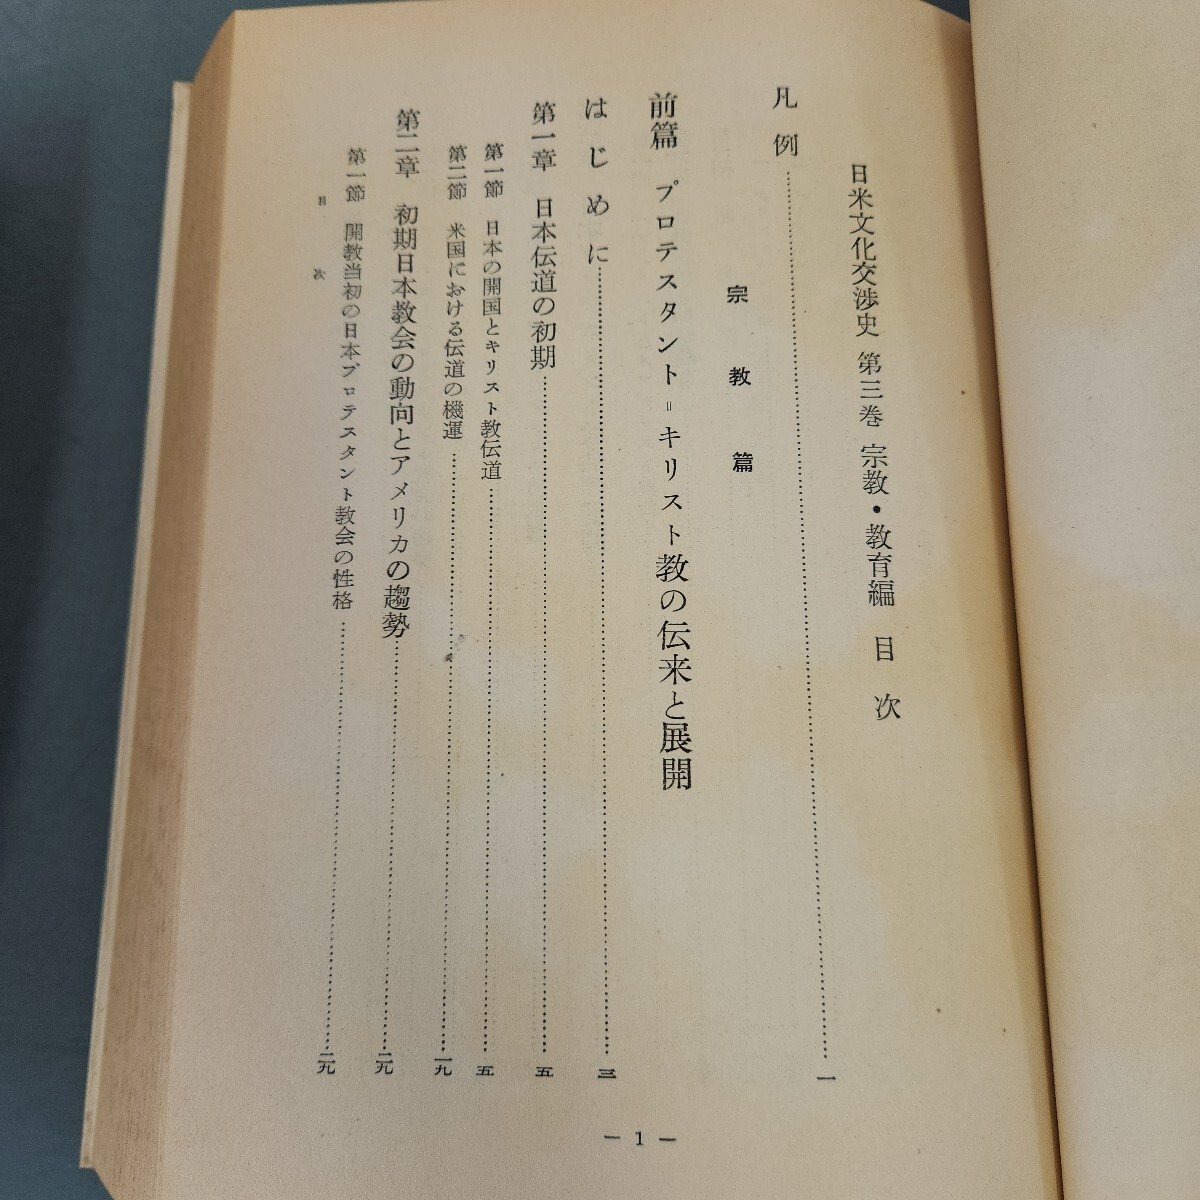 日米文化交渉史 第三巻 宗教・教育編 目次
凡例……一
宗教篇
前篇 プロテスタント=キリスト教の伝来と展開
はじめに……三
第一章 日本伝道の初期……五
第一節 日本の開国とキリスト教伝道……五
第二節 米国における伝道の機運……一九
第二章 初期日本教会の動向とアメリカの趨勢……二九
第一節 開教当初の日本プロテスタント教会の性格……二九
目次
— 1 —